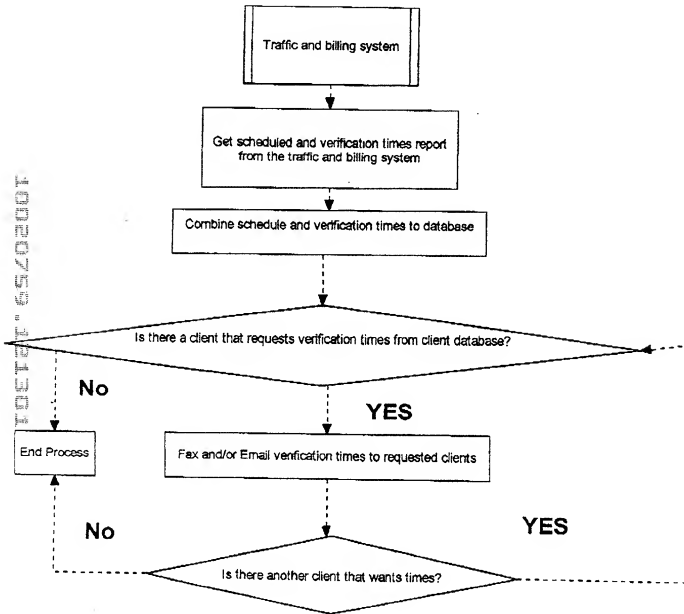 Traffic and billing system
Get scheduled and verification times report
from the traffic and billing system
Combine schedule and verification times to database
Is there a client that requests verification times from client database?
No
YES
End Process
Fax and/or Email verification times to requested clients
No
YES
Is there another client that wants times?